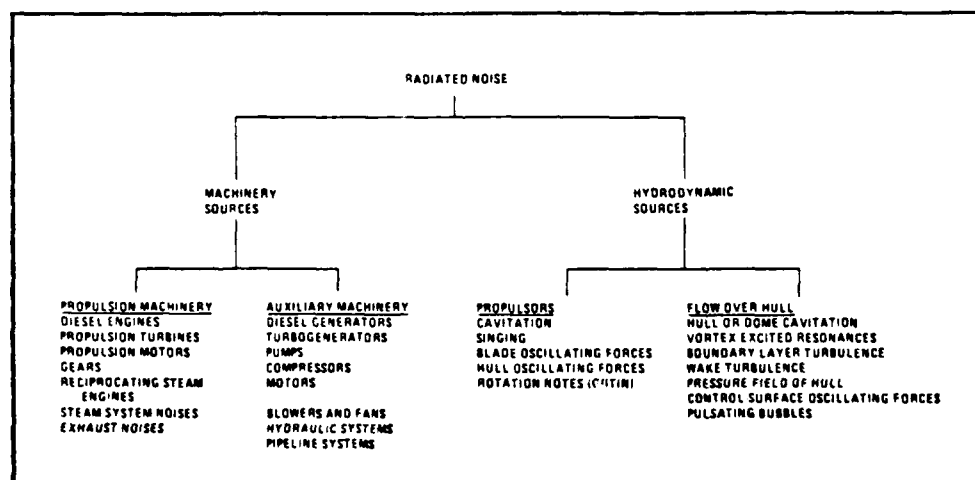 RADIATED NOISE
MACHINERY
SOURCES
HYDRODYNAMIC
SOURCES
PROPULSION MACHINERY
DIESEL ENGINES
PROPULSION TURBINES
PROPULSION MOTORS
GEARS
RECIPROCATING STEAM
ENGINES
STEAM SYSTEM NOISES
EXHAUST NOISES
AUXILIARY MACHINERY
DIESEL GENERATORS
TURBOGENERATORS
PUMPS
COMPRESSORS
MOTORS
BLOWERS AND FANS
HYDRAULIC SYSTEMS
PIPELINE SYSTEMS
PROPULSORS
CAVITATION
SINGING
BLADE OSCILLATING FORCES
HULL OSCILLATING FORCES
ROTATION NOTES
FLOW OVER HULL
HULL OR DOME CAVITATION
VORTEX EXCITED RESONANCES
BOUNDARY LAYER TURBULENCE
WAKE TURBULENCE
PRESSURE FIELD OF HULL
CONTROL SURFACE OSCILLATING FORCES
PULSATING BUBBLES